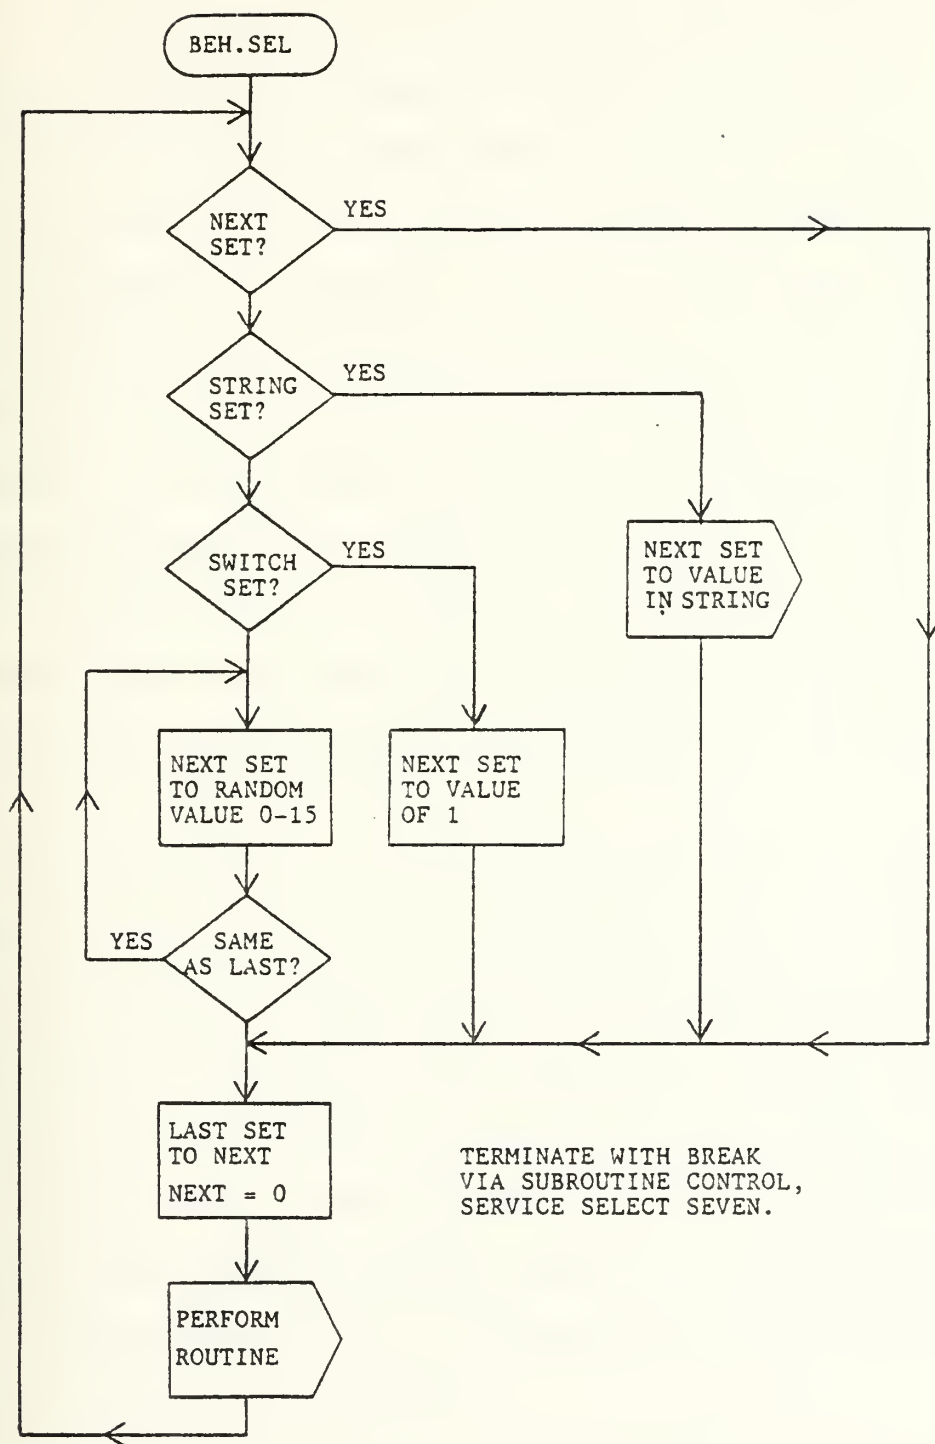 BEH.SEL
NEXT
SET?
YES
STRING
SET?
YES
SWITCH
SET?
YES
NEXT SET
TO VALUE
IN STRING
NEXT SET
TO RANDOM
VALUE 0-15
NEXT SET
TO VALUE
OF 1
YES
SAME
AS LAST?
LAST SET
TO NEXT
NEXT = 0
TERMINATE WITH BREAK
VIA SUBROUTINE CONTROL,
SERVICE SELECT SEVEN.
PERFORM
ROUTINE